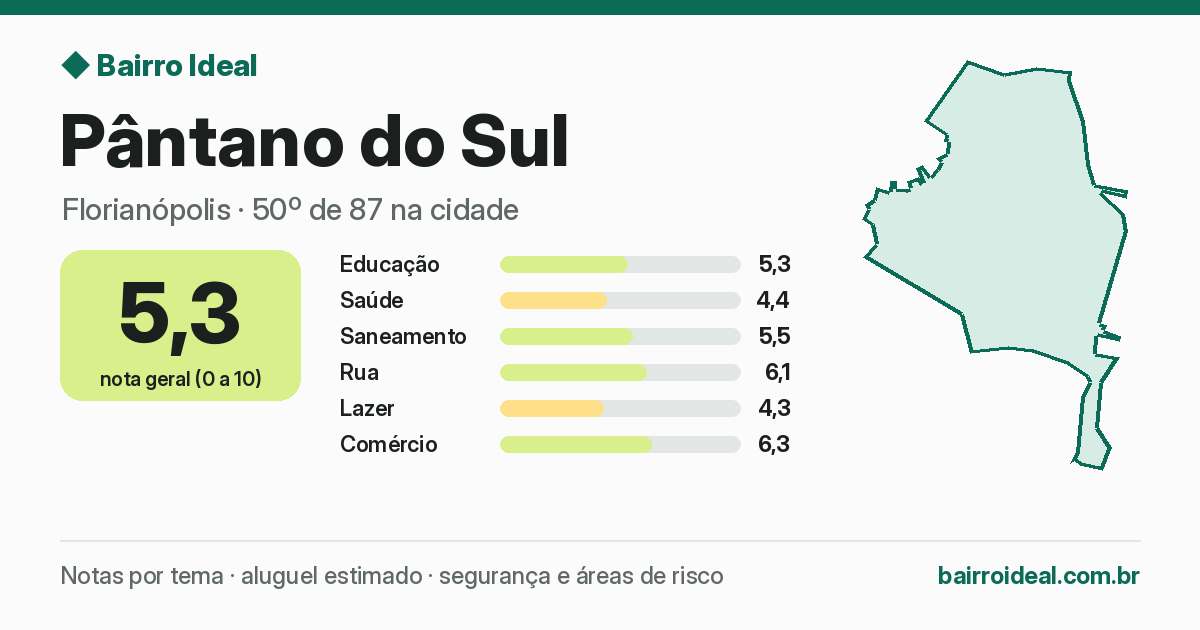 Bairro Ideal
Pântano do Sul
Florianópolis · 50º de 87 na cidade
5,3
nota geral (0 a 10)
Educação 5,3
Saúde 4,4
Saneamento 5,5
Rua 6,1
Lazer 4,3
Comércio 6,3
Notas por tema · aluguel estimado · segurança e áreas de risco
bairroideal.com.br